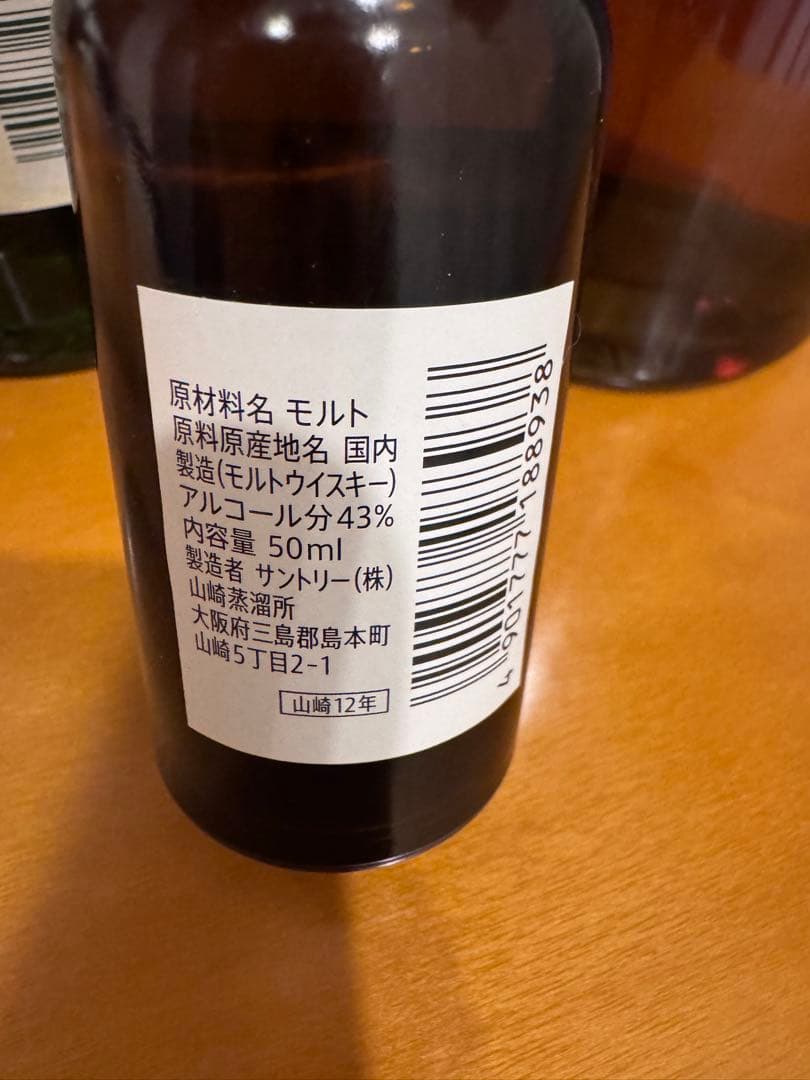 原材料名 モルト
原料原産地名 国内
製造(モルトウイスキー)
アルコール分43%
内容量 50ml
製造者 サントリー(株)
山崎蒸溜所
大阪府三島郡島本町
山崎5丁目2-1
山崎12年
4 901777 188938